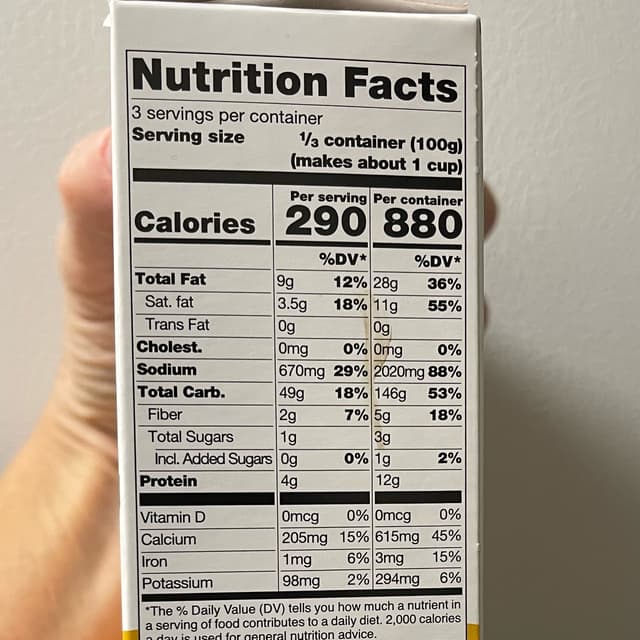 Nutrition Facts
3 servings per container
Serving size 1/3 container (100g)
(makes about 1 cup)
Per serving Per container
Calories 290 880
%DV* %DV*
Total Fat 9g 12% 28g 36%
Sat. fat 3.5g 18% 11g 55%
Trans Fat 0g 0g
Cholest. 0mg 0% 0mg 0%
Sodium 670mg 29% 2020mg 88%
Total Carb. 49g 18% 146g 53%
Fiber 2g 7% 5g 18%
Total Sugars 1g 3g
Incl. Added Sugars 0g 0% 1g 2%
Protein 4g 12g
Vitamin D 0mcg 0% 0mcg 0%
Calcium 205mg 15% 615mg 45%
Iron 1mg 6% 3mg 15%
Potassium 98mg 2% 294mg 6%
*The % Daily Value (DV) tells you how much a nutrient in
a serving of food contributes to a daily diet. 2,000 calories
a day is used for general nutrition advice.